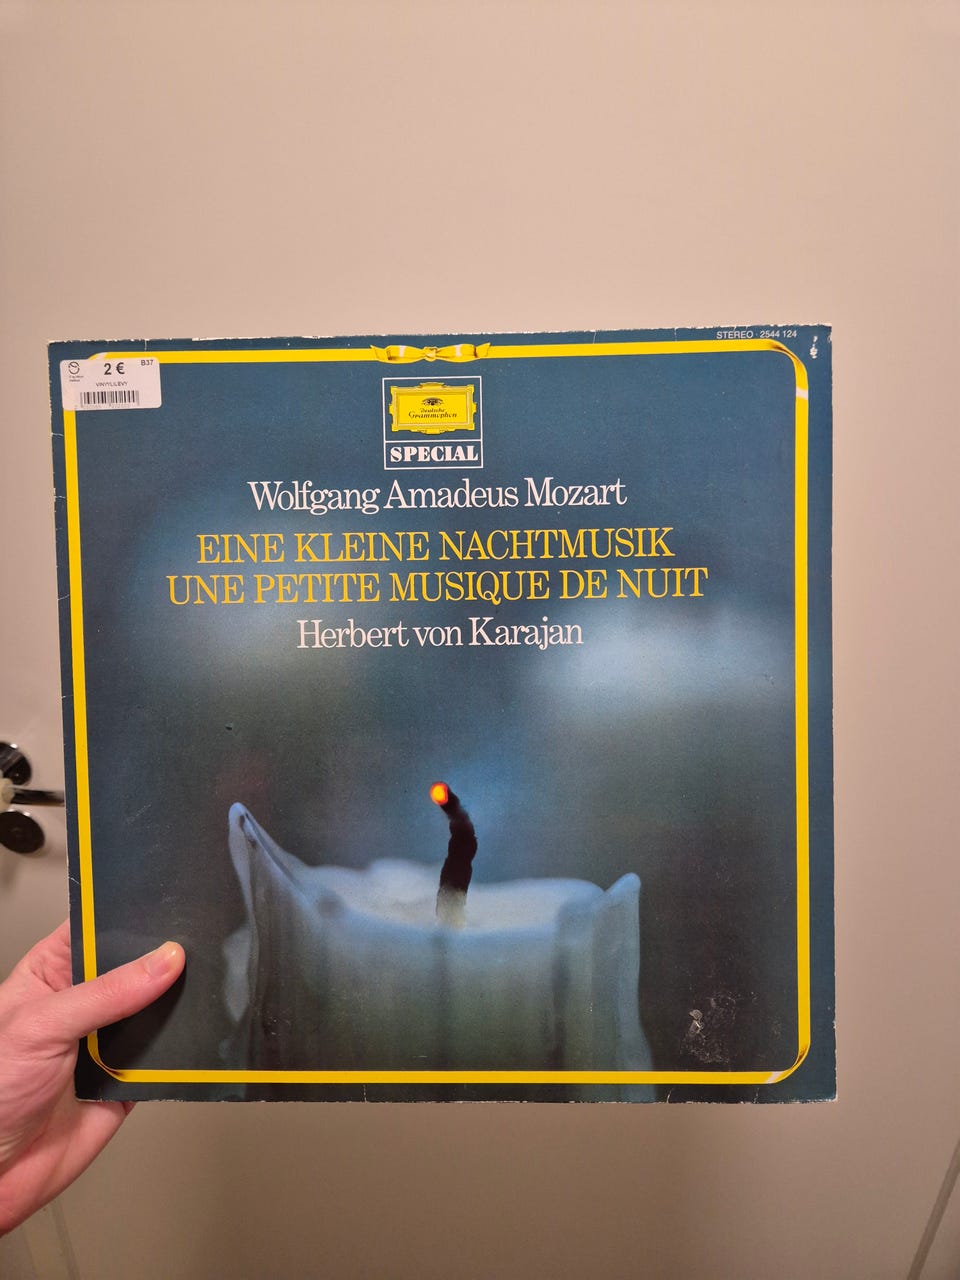 STEREO · 2544 124
2 €
B37
VINYYLILEVY
Deutsche
Grammophon
SPECIAL
Wolfgang Amadeus Mozart
EINE KLEINE NACHTMUSIK
UNE PETITE MUSIQUE DE NUIT
Herbert von Karajan